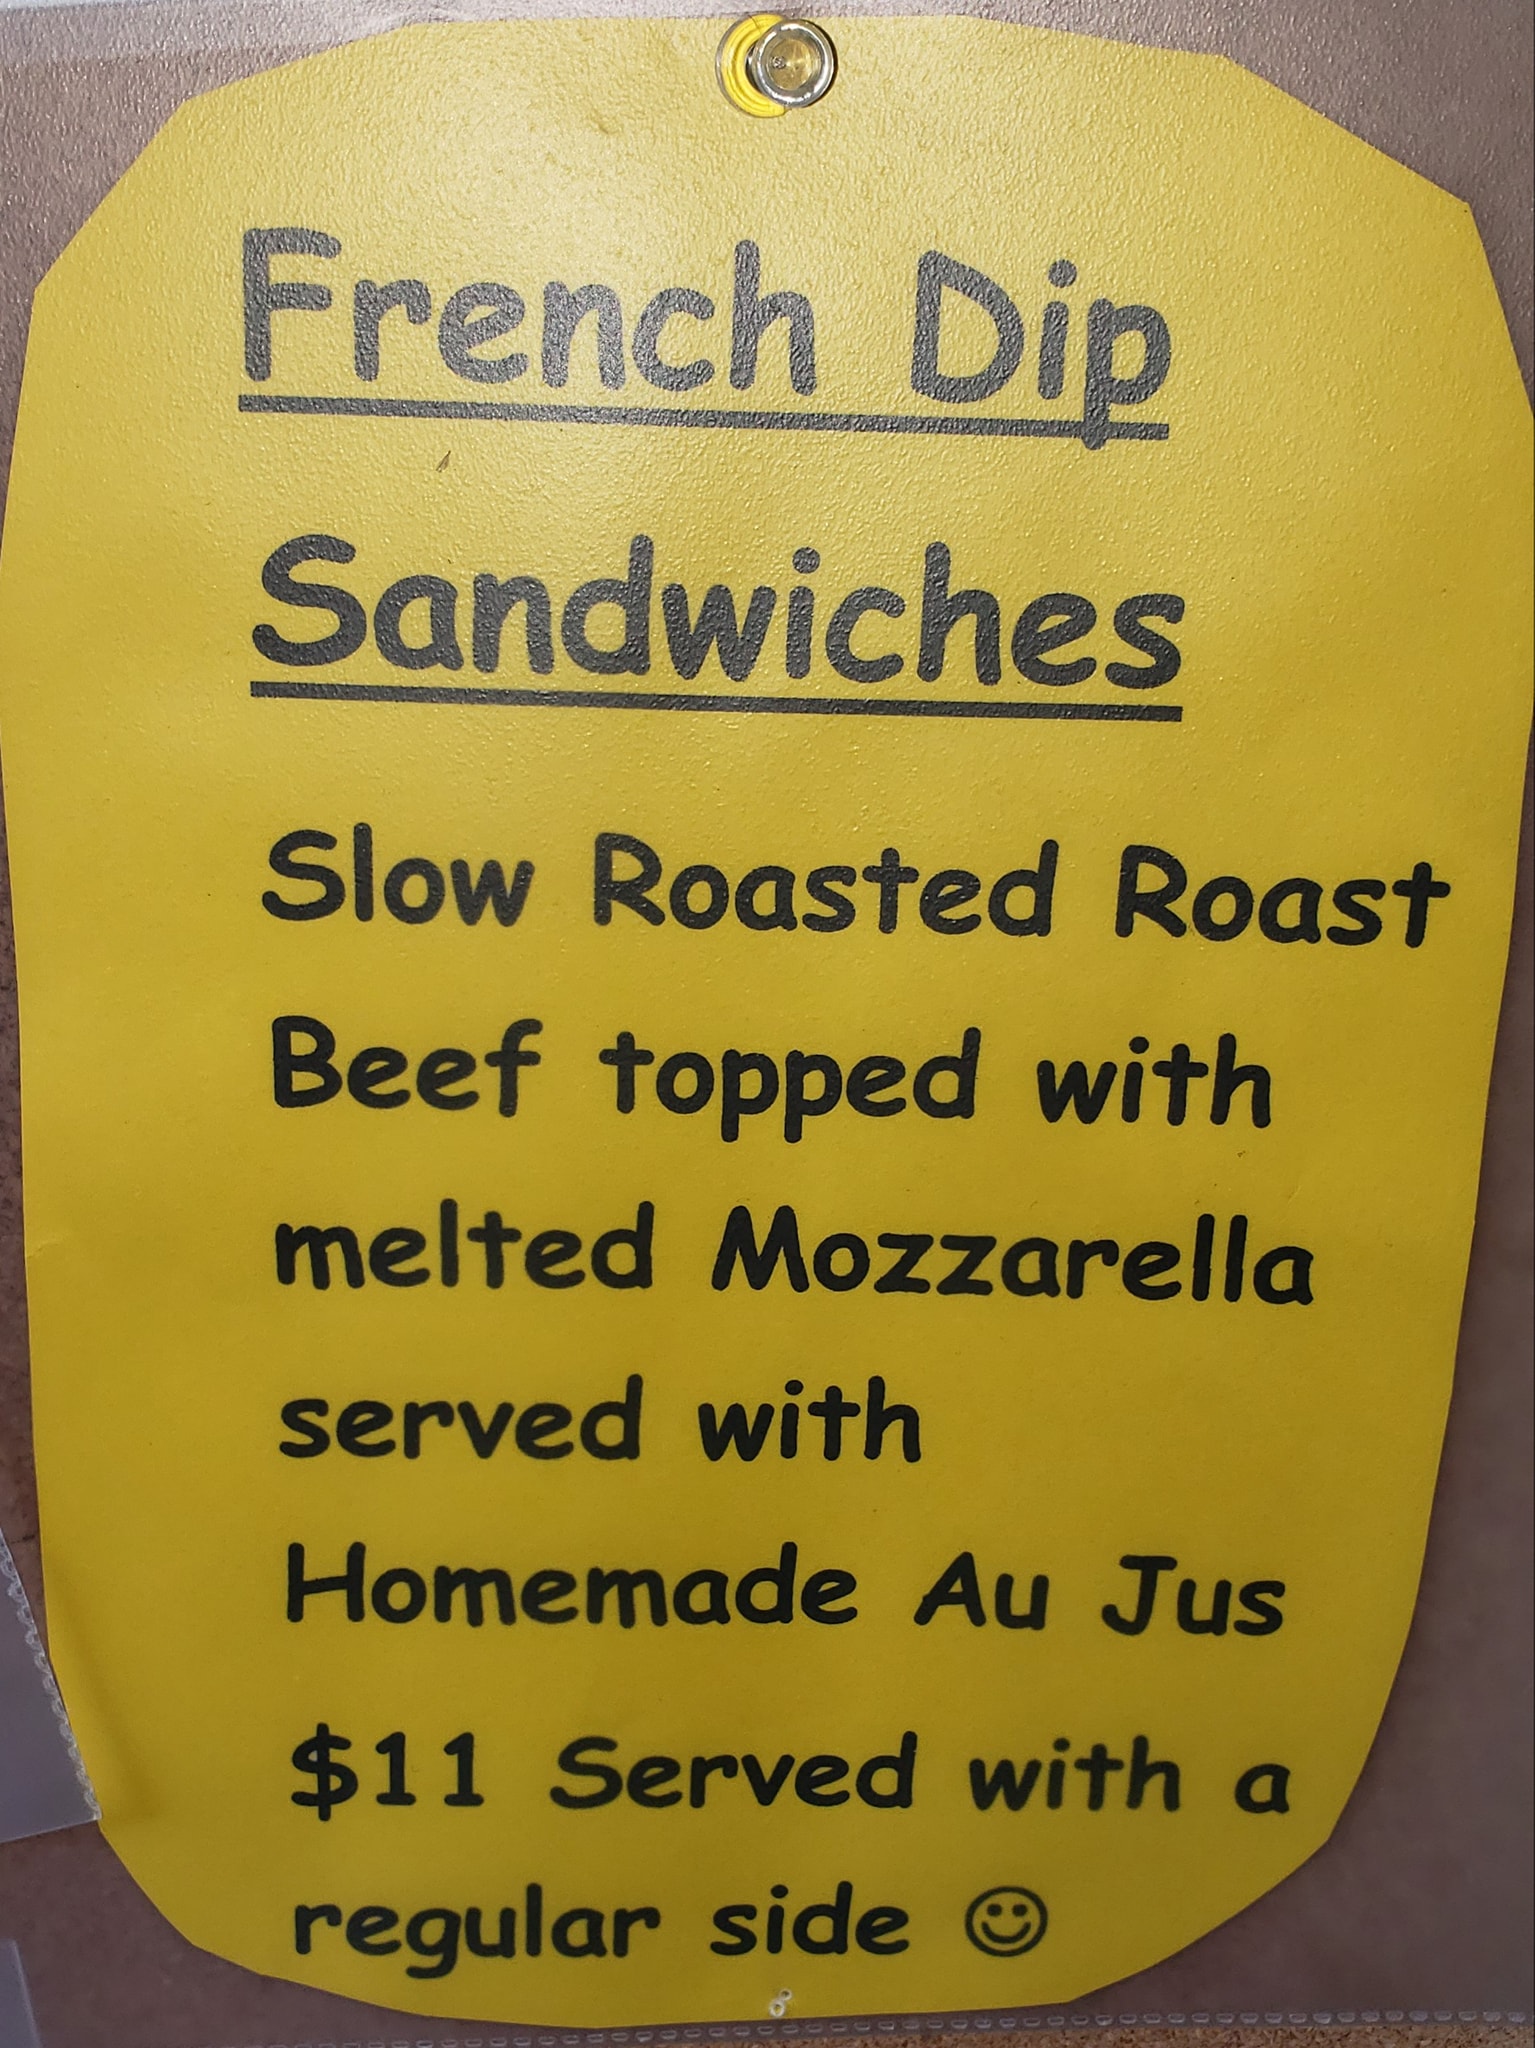 French Dip
Sandwiches
Slow Roasted Roast
Beef topped with
melted Mozzarella
served with
Homemade Au Jus
$11 Served with a
regular side ☺